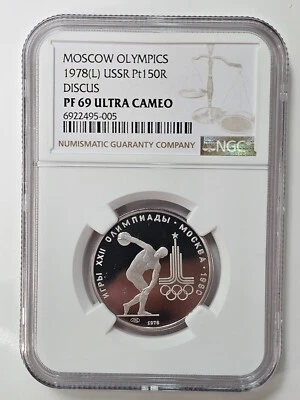 MOSCOW OLYMPICS
1978(L) USSR Pt150R
DISCUS
PF 69 ULTRA CAMEO
6922495-005
NUMISMATIC GUARANTY COMPANY
NGC
ИГРЫ XXII ОЛИМПИАДЫ • МОСКВА • 1980
1978